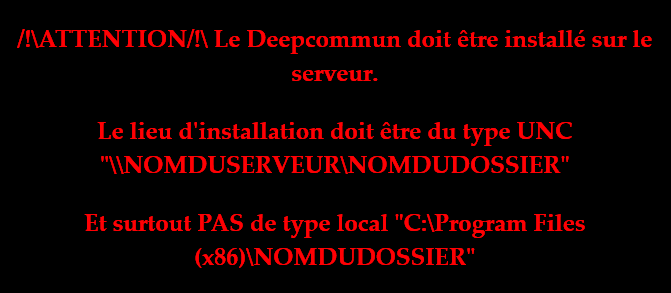 /!\ATTENTION/!\ Le Deepcommun doit être installé sur le
serveur.
Le lieu d'installation doit être du type UNC
"\\NOMDUSERVEUR\NOMDUDOSSIER"
Et surtout PAS de type local "C:\Program Files
(x86)\NOMDUDOSSIER"